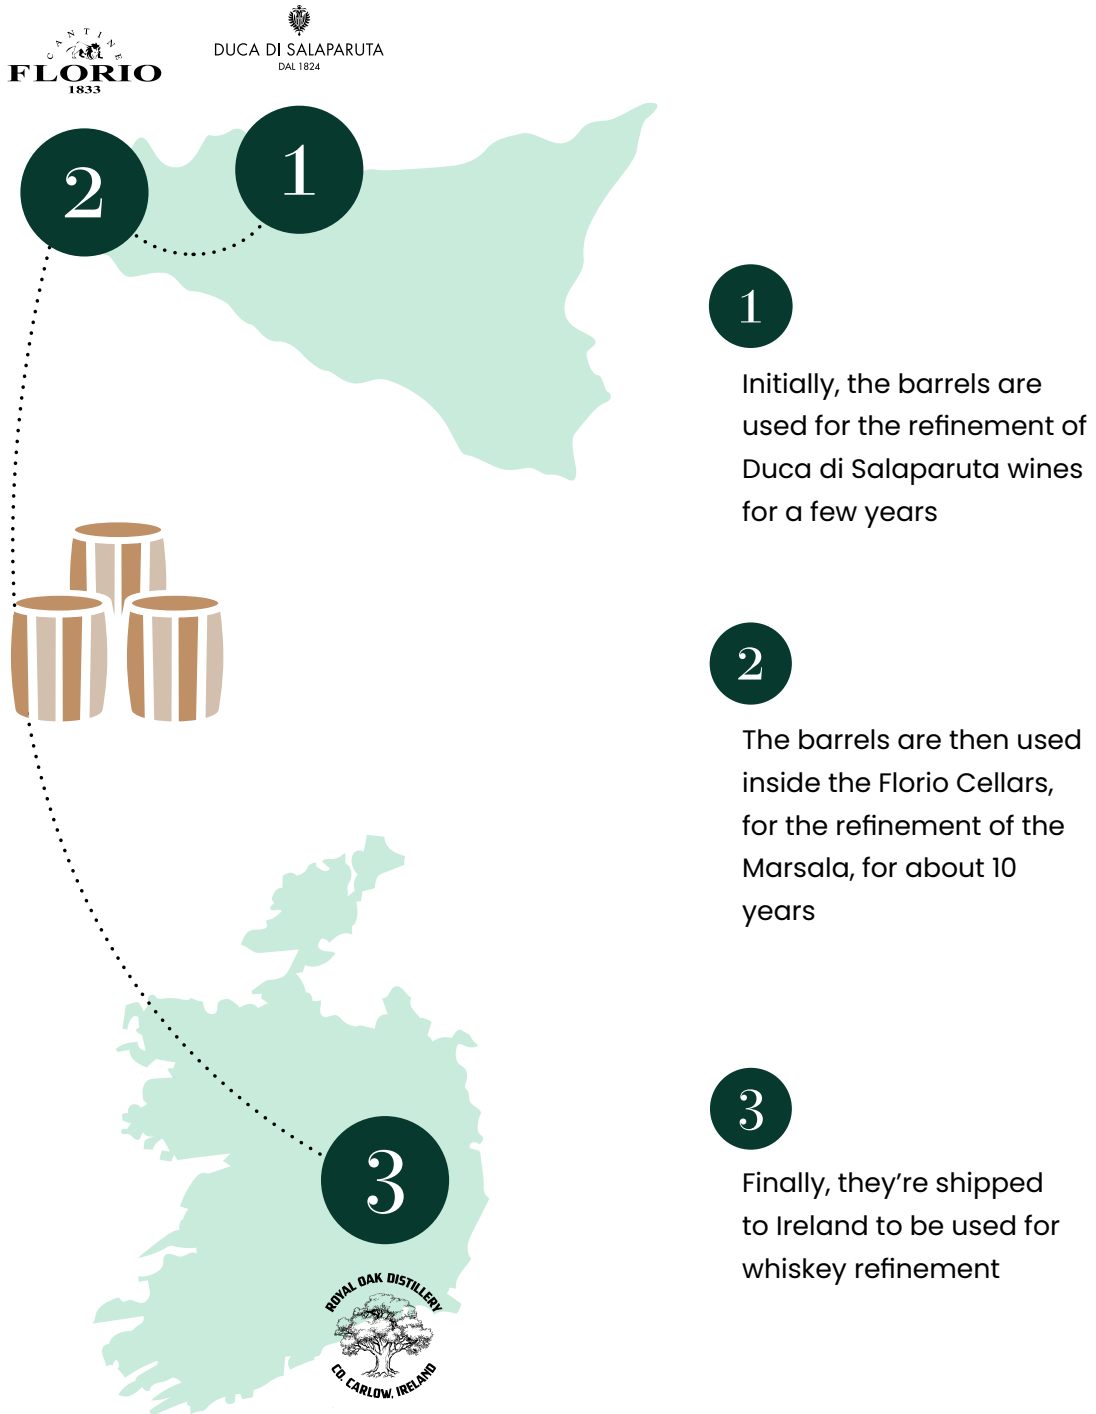 CANTINE
FLORIO
1833
DUCA DI SALAPARUTA
DAL 1824
2
1
1
Initially, the barrels are
used for the refinement of
Duca di Salaparuta wines
for a few years
2
The barrels are then used
inside the Florio Cellars,
for the refinement of the
Marsala, for about 10
years
3
Finally, they’re shipped
to Ireland to be used for
whiskey refinement
3
ROYAL OAK DISTILLERY
CO. CARLOW, IRELAND